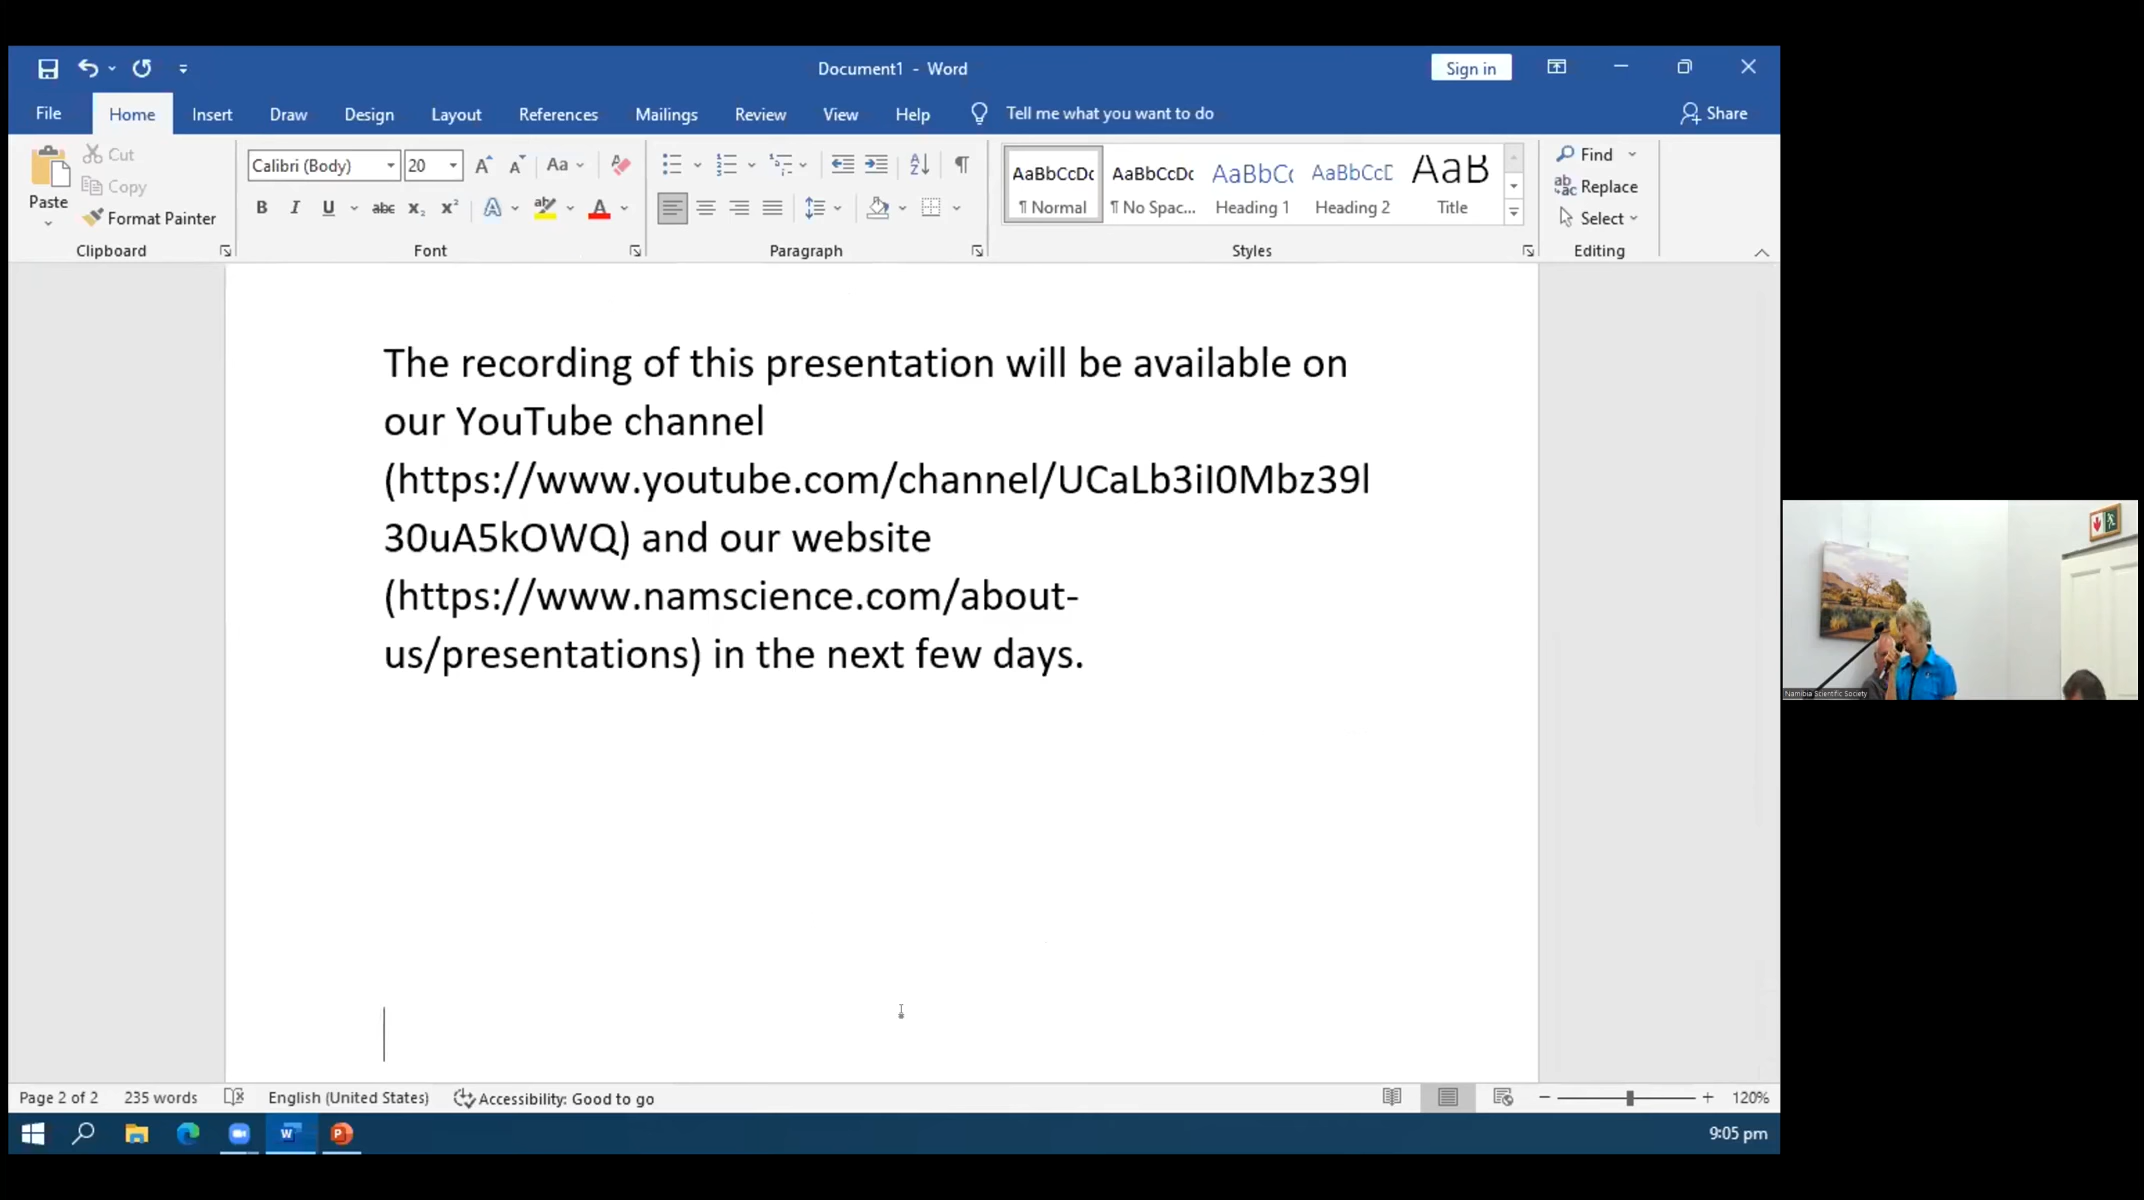 Document1 - Word
Sign in
File Home Insert Draw Design Layout References Mailings Review View Help Tell me what you want to do Share
Paste
Cut
Copy
Format Painter
Clipboard
Calibri (Body) 20
Font
Paragraph
AaBbCcDc AaBbCcDc AaBbCc AaBbCcD AaB
¶ Normal ¶ No Spac... Heading 1 Heading 2 Title
Styles
Find
Replace
Select
Editing
The recording of this presentation will be available on
our YouTube channel
(https://www.youtube.com/channel/UCaLb3iI0Mbz39l
30uA5kOWQ) and our website
(https://www.namscience.com/about-
us/presentations) in the next few days.
Namibia Scientific Society
Page 2 of 2 235 words English (United States) Accessibility: Good to go 120%
9:05 pm